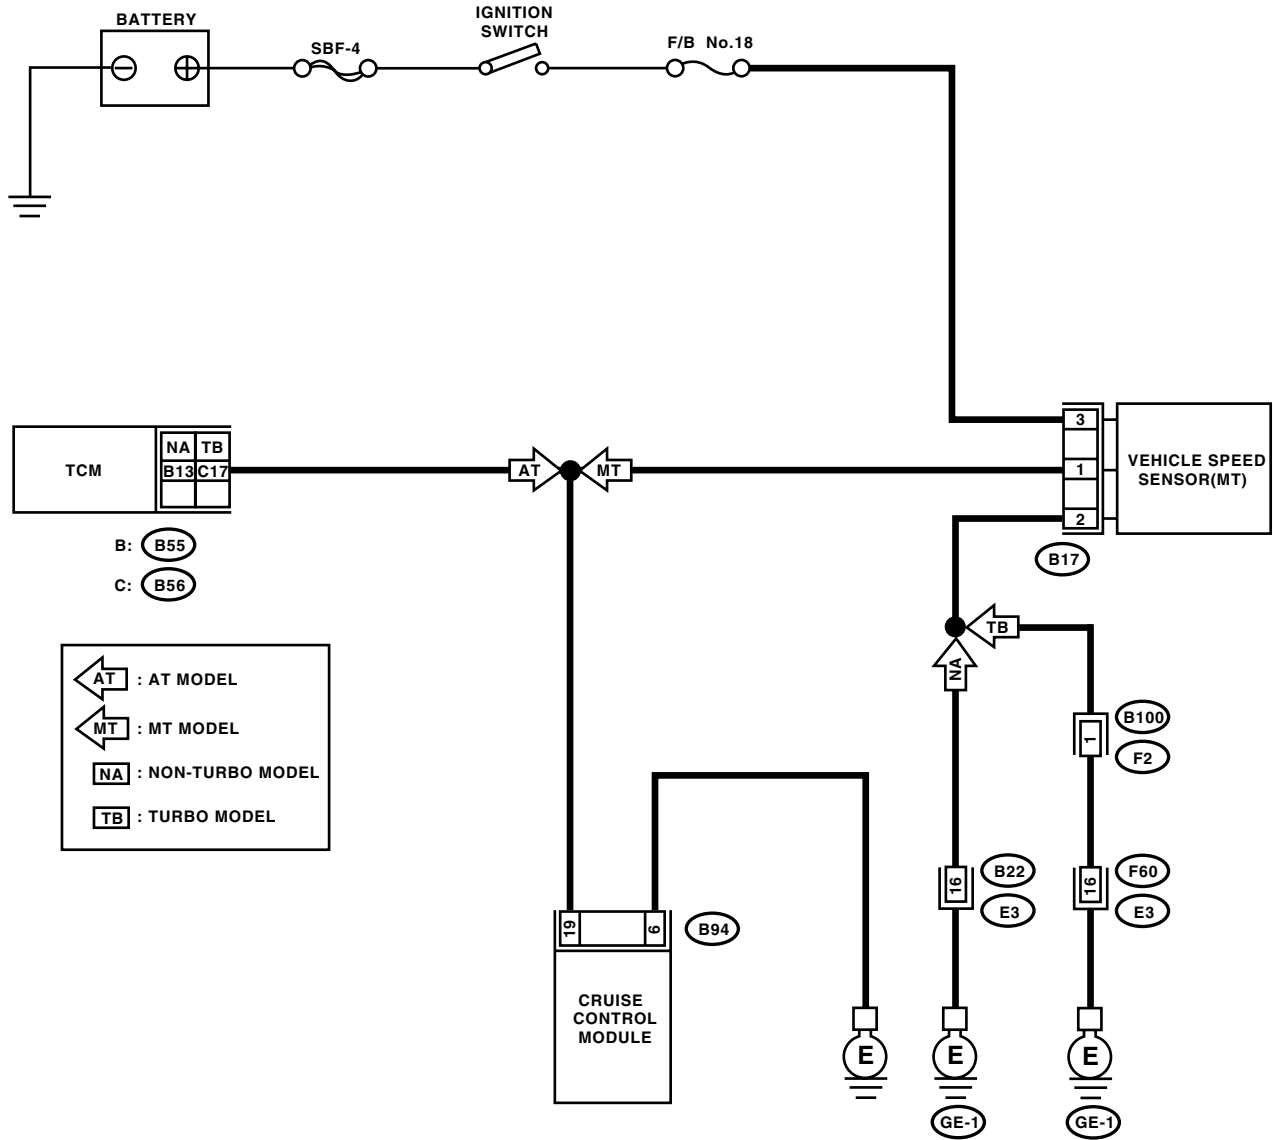 BATTERY
IGNITION
SWITCH
SBF-4
F/B No.18
3
1
2
VEHICLE SPEED
SENSOR(MT)
B17
TCM
NA TB
B13 C17
AT
MT
B: B55
C: B56
AT : AT MODEL
MT : MT MODEL
NA : NON-TURBO MODEL
TB : TURBO MODEL
TB
NA
1
B100
F2
16
B22
E3
16
F60
E3
19
6
B94
CRUISE
CONTROL
MODULE
E
E
E
GE-1
GE-1